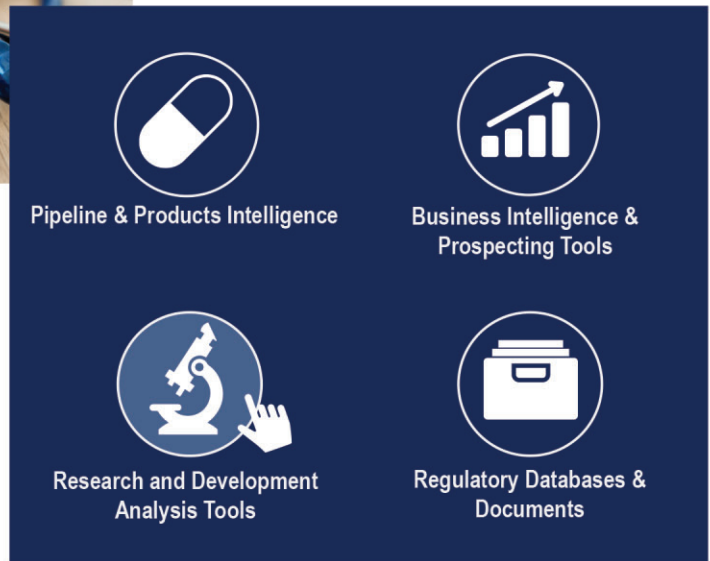 Pipeline & Products Intelligence
Business Intelligence &
Prospecting Tools
Research and Development
Analysis Tools
Regulatory Databases &
Documents